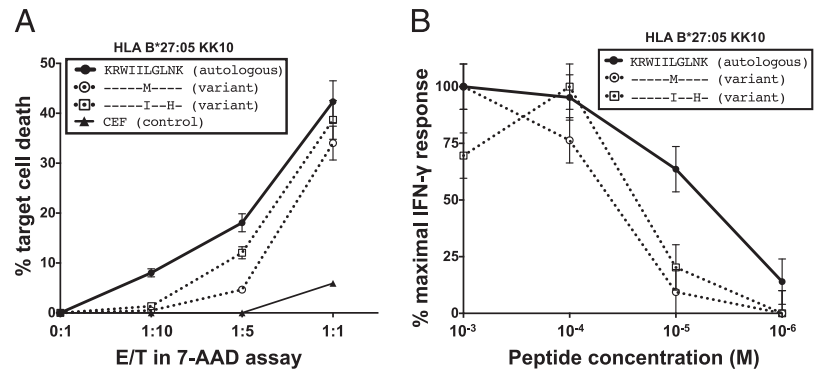 A
HLA B*27:05 KK10
KRWIILGLNK (autologous)
-----M---- (variant)
-----I--H- (variant)
CEF (control)
% target cell death
50
40
30
20
10
0
0:1 1:10 1:5 1:1
E/T in 7-AAD assay
B
HLA B*27:05 KK10
KRWIILGLNK (autologous)
-----M---- (variant)
-----I--H- (variant)
% maximal IFN-γ response
100
75
50
25
0
10-3 10-4 10-5 10-6
Peptide concentration (M)